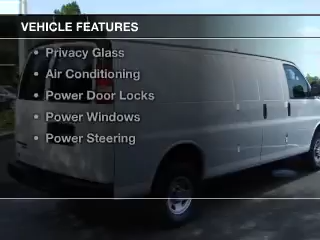 VEHICLE FEATURES
• Privacy Glass
• Air Conditioning
• Power Door Locks
• Power Windows
• Power Steering